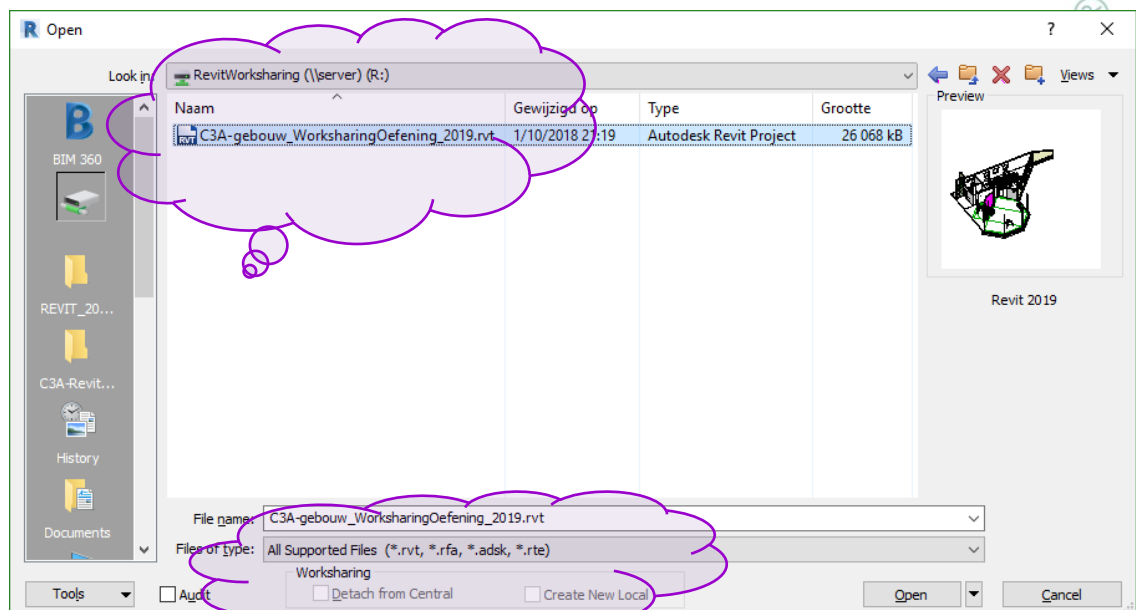 Open
?
Look in:
RevitWorksharing (\\server) (R:)
Views
Naam
Gewijzigd op
Type
Grootte
C3A-gebouw_WorksharingOefening_2019.rvt
1/10/2018 21:19
Autodesk Revit Project
26 068 kB
Preview
Revit 2019
BIM 360
REVIT_20...
C3A-Revit...
History
Documents
File name:
C3A-gebouw_WorksharingOefening_2019.rvt
Files of type:
All Supported Files (*.rvt, *.rfa, *.adsk, *.rte)
Worksharing
Tools
Audit
Detach from Central
Create New Local
Open
Cancel